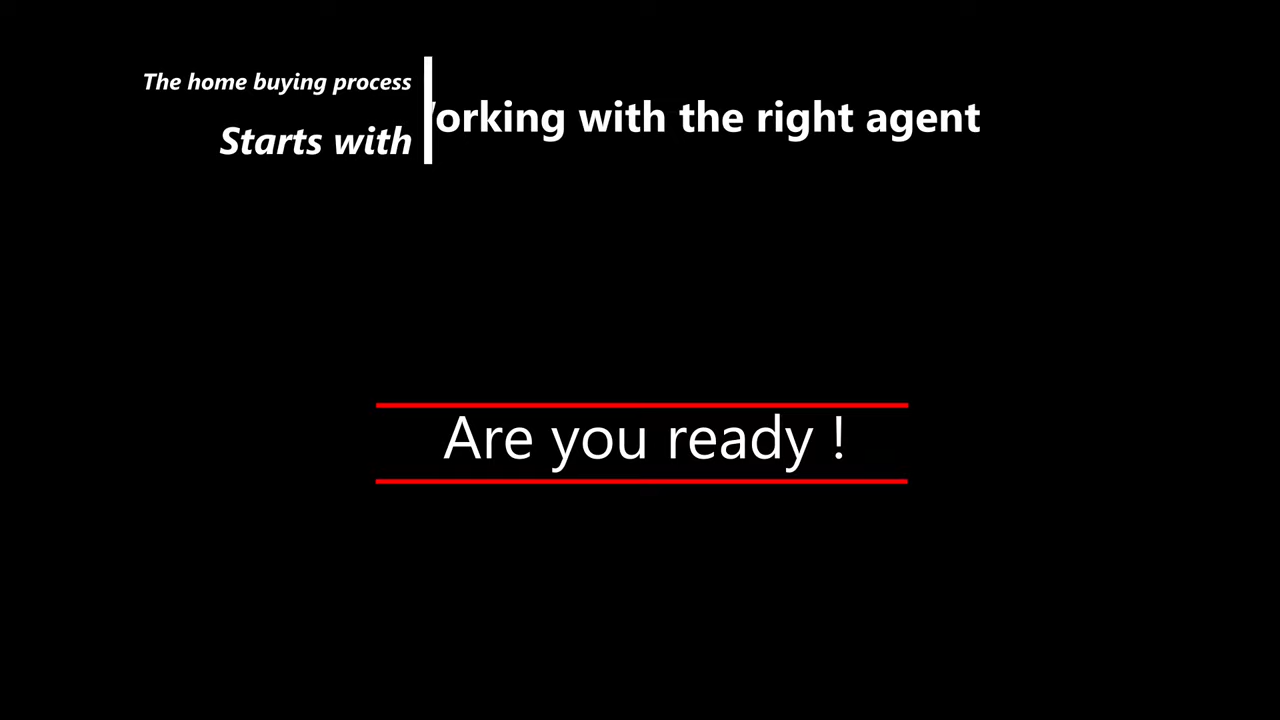 The home buying process
Starts with
orking with the right agent
Are you ready !